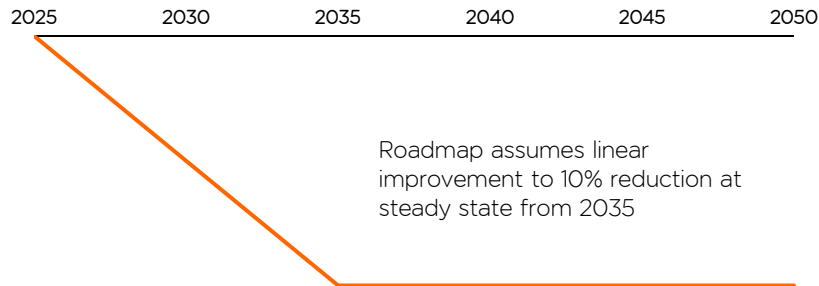 2025 2030 2035 2040 2045 2050
Roadmap assumes linear
improvement to 10% reduction at
steady state from 2035